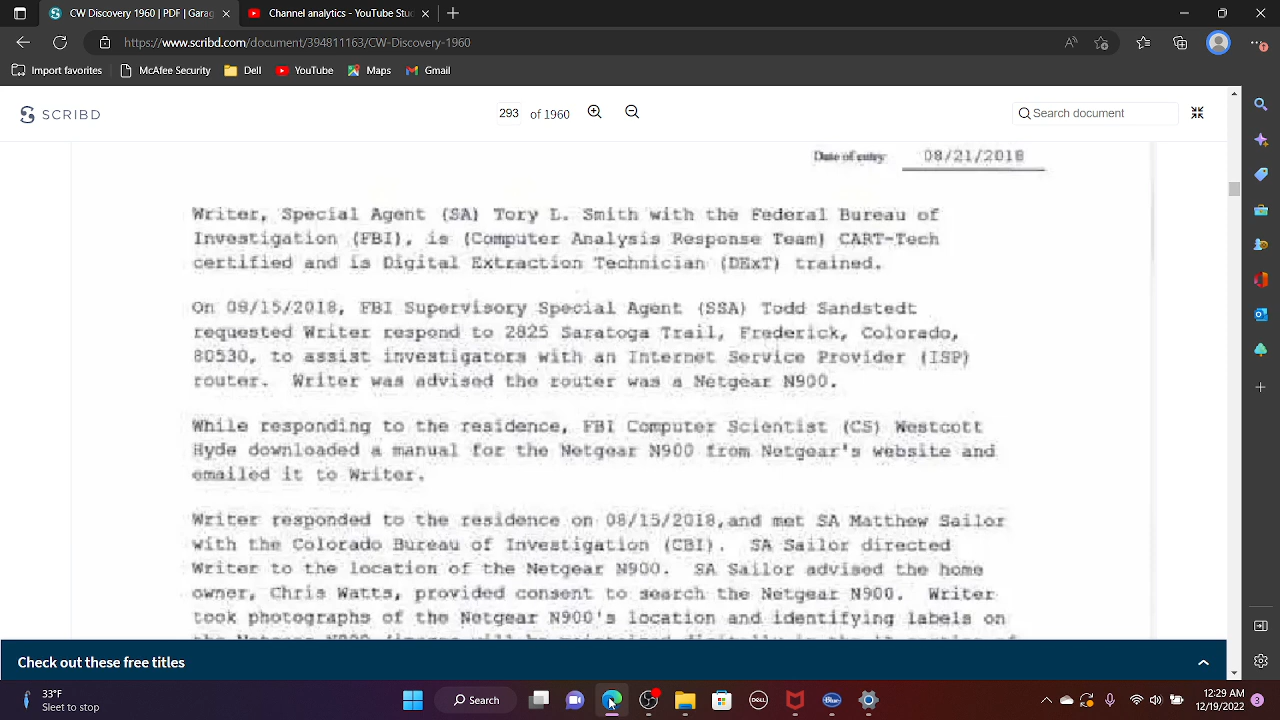 CW Discovery 1960 | PDF | Garag
Channel analytics - YouTube Stu
https://www.scribd.com/document/394811163/CW-Discovery-1960
Import favorites
McAfee Security
Dell
YouTube
Maps
Gmail
SCRIBD
293 of 1960
Search document
Date of entry 08/21/2018
Writer, Special Agent (SA) Tory L. Smith with the Federal Bureau of
Investigation (FBI), is (Computer Analysis Response Team) CART-Tech
certified and is Digital Extraction Technician (DExT) trained.
On 08/15/2018, FBI Supervisory Special Agent (SSA) Todd Sandstedt
requested Writer respond to 2825 Saratoga Trail, Frederick, Colorado,
80530, to assist investigators with an Internet Service Provider (ISP)
router. Writer was advised the router was a Netgear N900.
While responding to the residence, FBI Computer Scientist (CS) Westcott
Hyde downloaded a manual for the Netgear N900 from Netgear's website and
emailed it to Writer.
Writer responded to the residence on 08/15/2018,and met SA Matthew Sailor
with the Colorado Bureau of Investigation (CBI). SA Sailor directed
Writer to the location of the Netgear N900. SA Sailor advised the home
owner, Chris Watts, provided consent to search the Netgear N900. Writer
took photographs of the Netgear N900's location and identifying labels on
Check out these free titles
33°F
Sleet to stop
Search
DELL
Blue
12:29 AM
12/19/2022
3